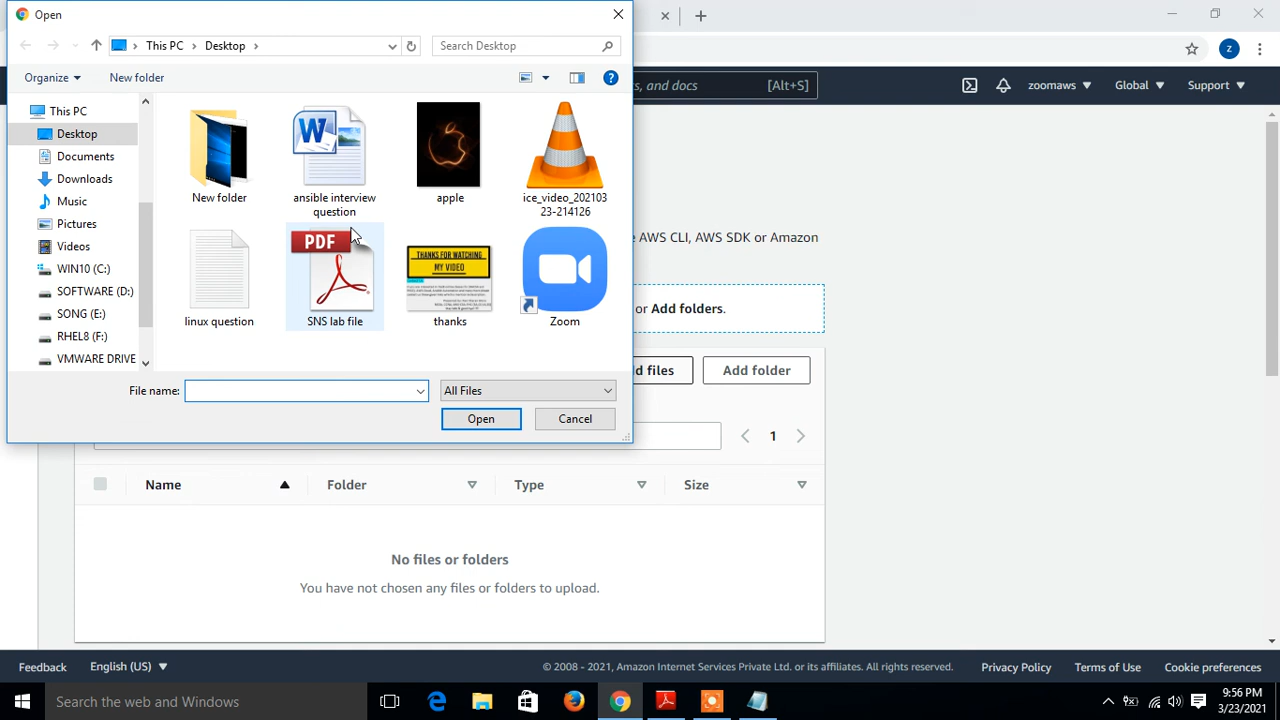 Open
This PC
Desktop
Search Desktop
Organize
New folder
This PC
Desktop
Documents
Downloads
Music
Pictures
Videos
WIN10 (C:)
SOFTWARE (D:)
SONG (E:)
RHEL8 (F:)
VMWARE DRIVE
New folder
W
ansible interview
question
apple
ice_video_202103
23-214126
linux question
PDF
SNS lab file
THANKS FOR WATCHING
MY VIDEO
thanks
Zoom
File name:
All Files
Open
Cancel
z
s, and docs
[Alt+S]
zoomaws
Global
Support
e AWS CLI, AWS SDK or Amazon
or Add folders.
d files
Add folder
1
Name
Folder
Type
Size
No files or folders
You have not chosen any files or folders to upload.
Feedback
English (US)
© 2008 - 2021, Amazon Internet Services Private Ltd. or its affiliates. All rights reserved.
Privacy Policy
Terms of Use
Cookie preferences
Search the web and Windows
9:56 PM
3/23/2021